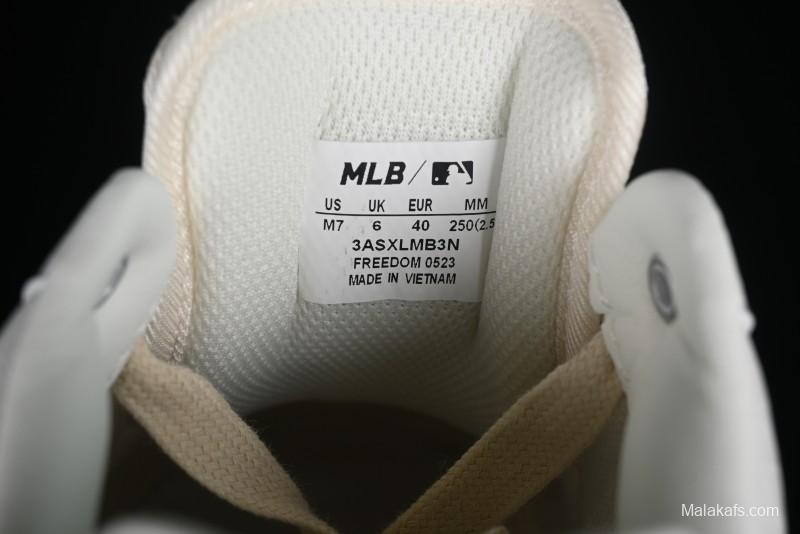 MLB
US UK EUR MM
M7 6 40 250(2.5
3ASXLMB3N
FREEDOM 0523
MADE IN VIETNAM
Malakafs.com